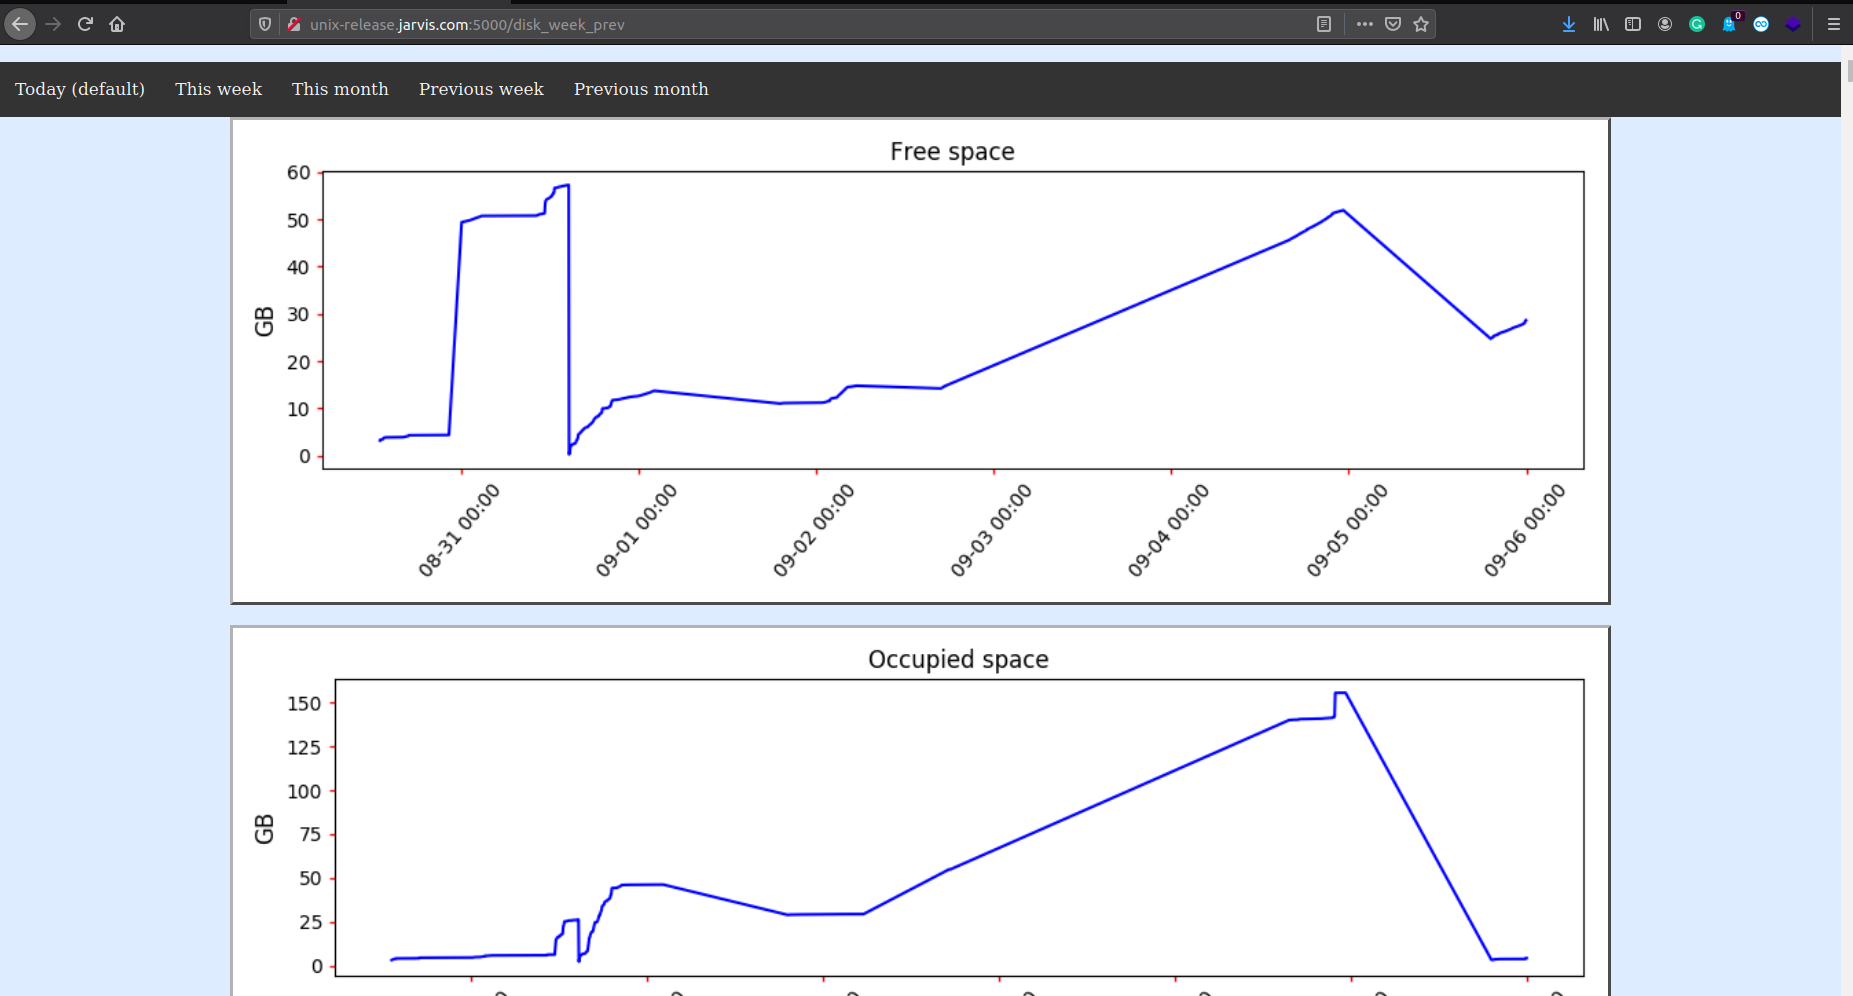 unix-release.jarvis.com:5000/disk_week_prev
0
Today (default) This week This month Previous week Previous month
Free space
60
50
40
30
20
10
0
GB
08-31 00:00 09-01 00:00 09-02 00:00 09-03 00:00 09-04 00:00 09-05 00:00 09-06 00:00
Occupied space
150
125
100
75
50
25
0
GB